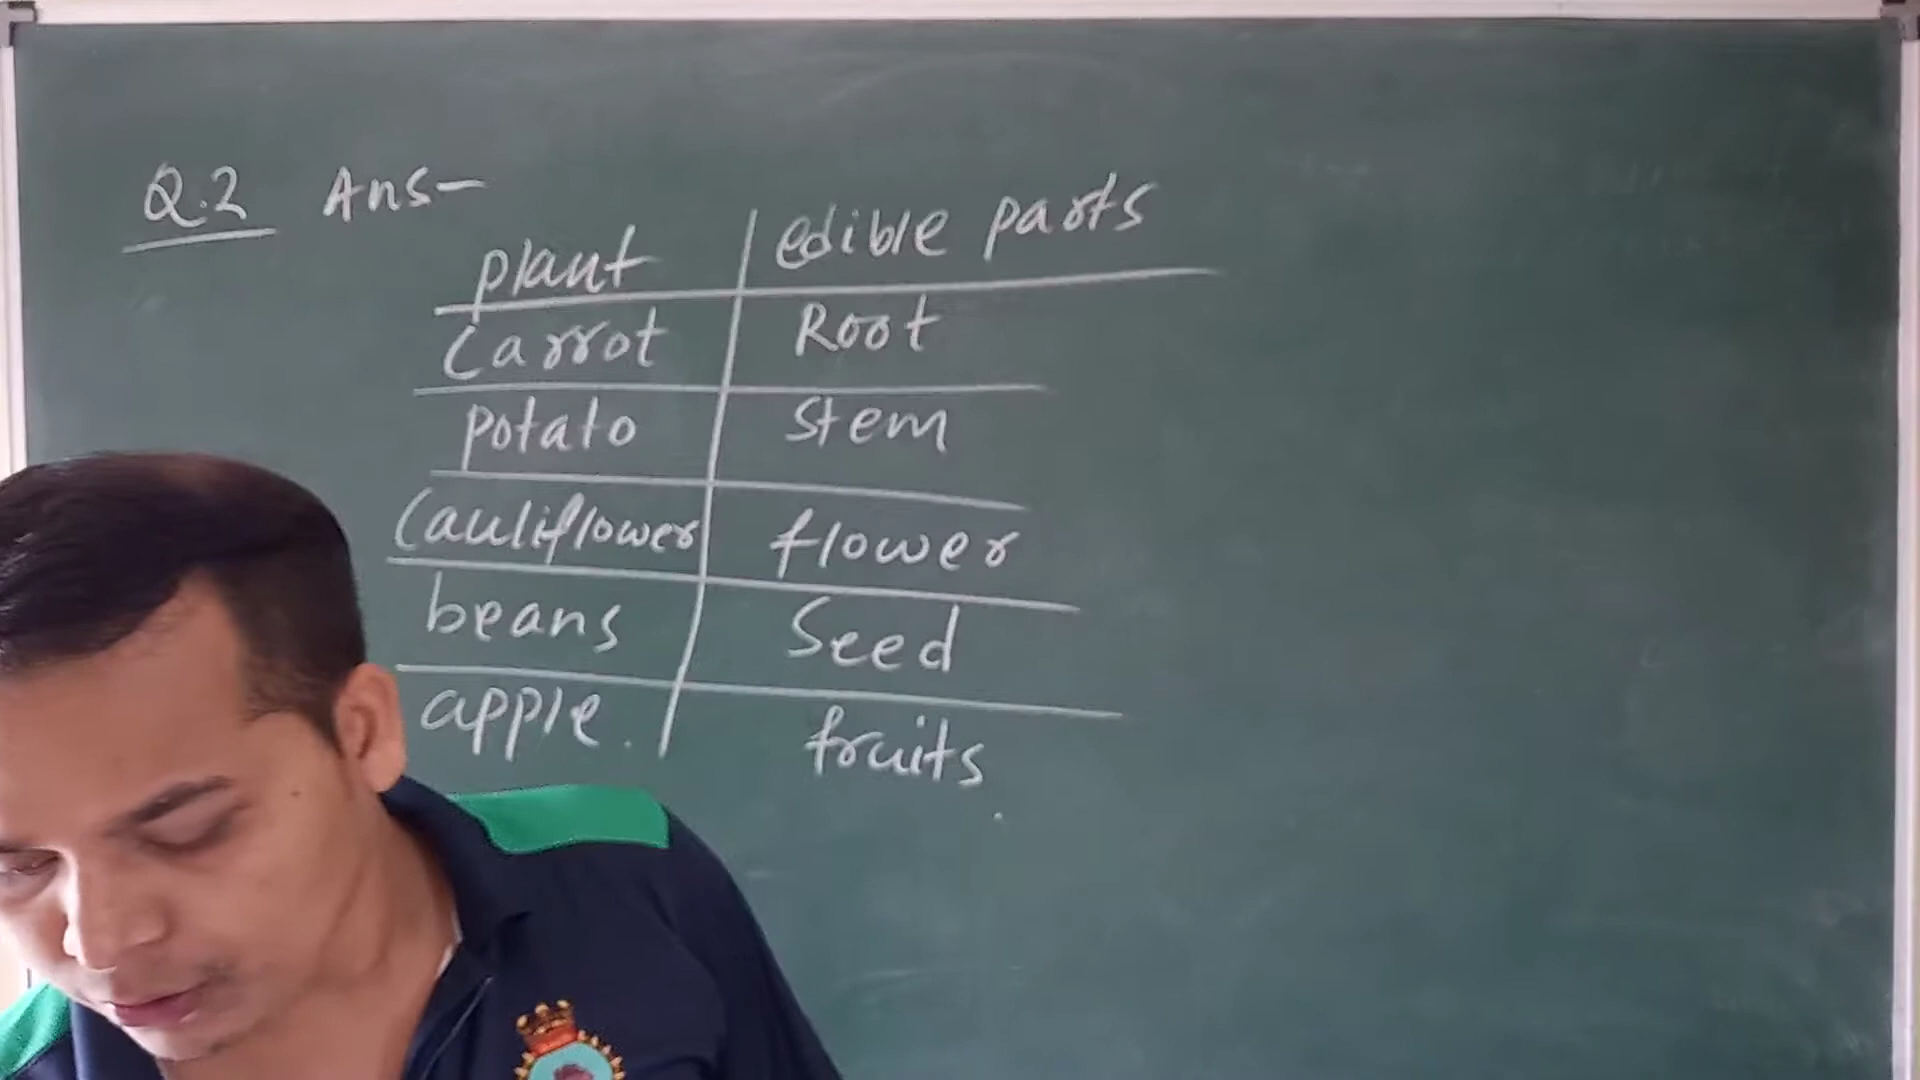 Q.2 Ans-
plant edible parts
Carrot Root
potato Stem
Cauliflower flower
beans Seed
apple. fruits